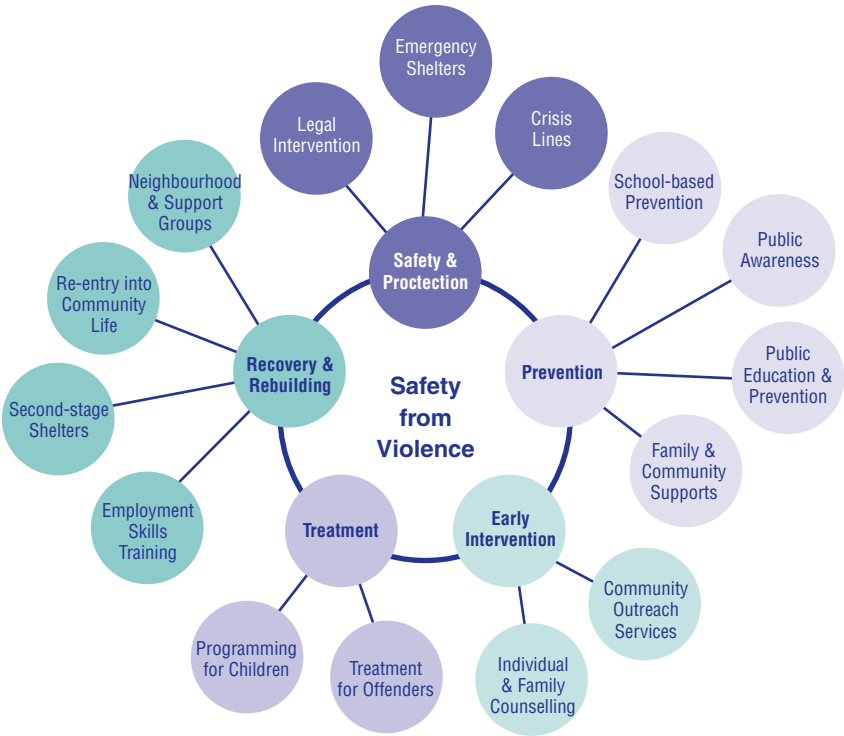 Emergency
Shelters
Legal
Intervention
Crisis
Lines
Safety &
Proctection
School-based
Prevention
Public
Awareness
Public
Education &
Prevention
Family &
Community
Supports
Prevention
Community
Outreach
Services
Individual
& Family
Counselling
Early
Intervention
Treatment
for Offenders
Programming
for Children
Treatment
Employment
Skills
Training
Second-stage
Shelters
Re-entry into
Community
Life
Neighbourhood
& Support
Groups
Recovery &
Rebuilding
Safety
from
Violence